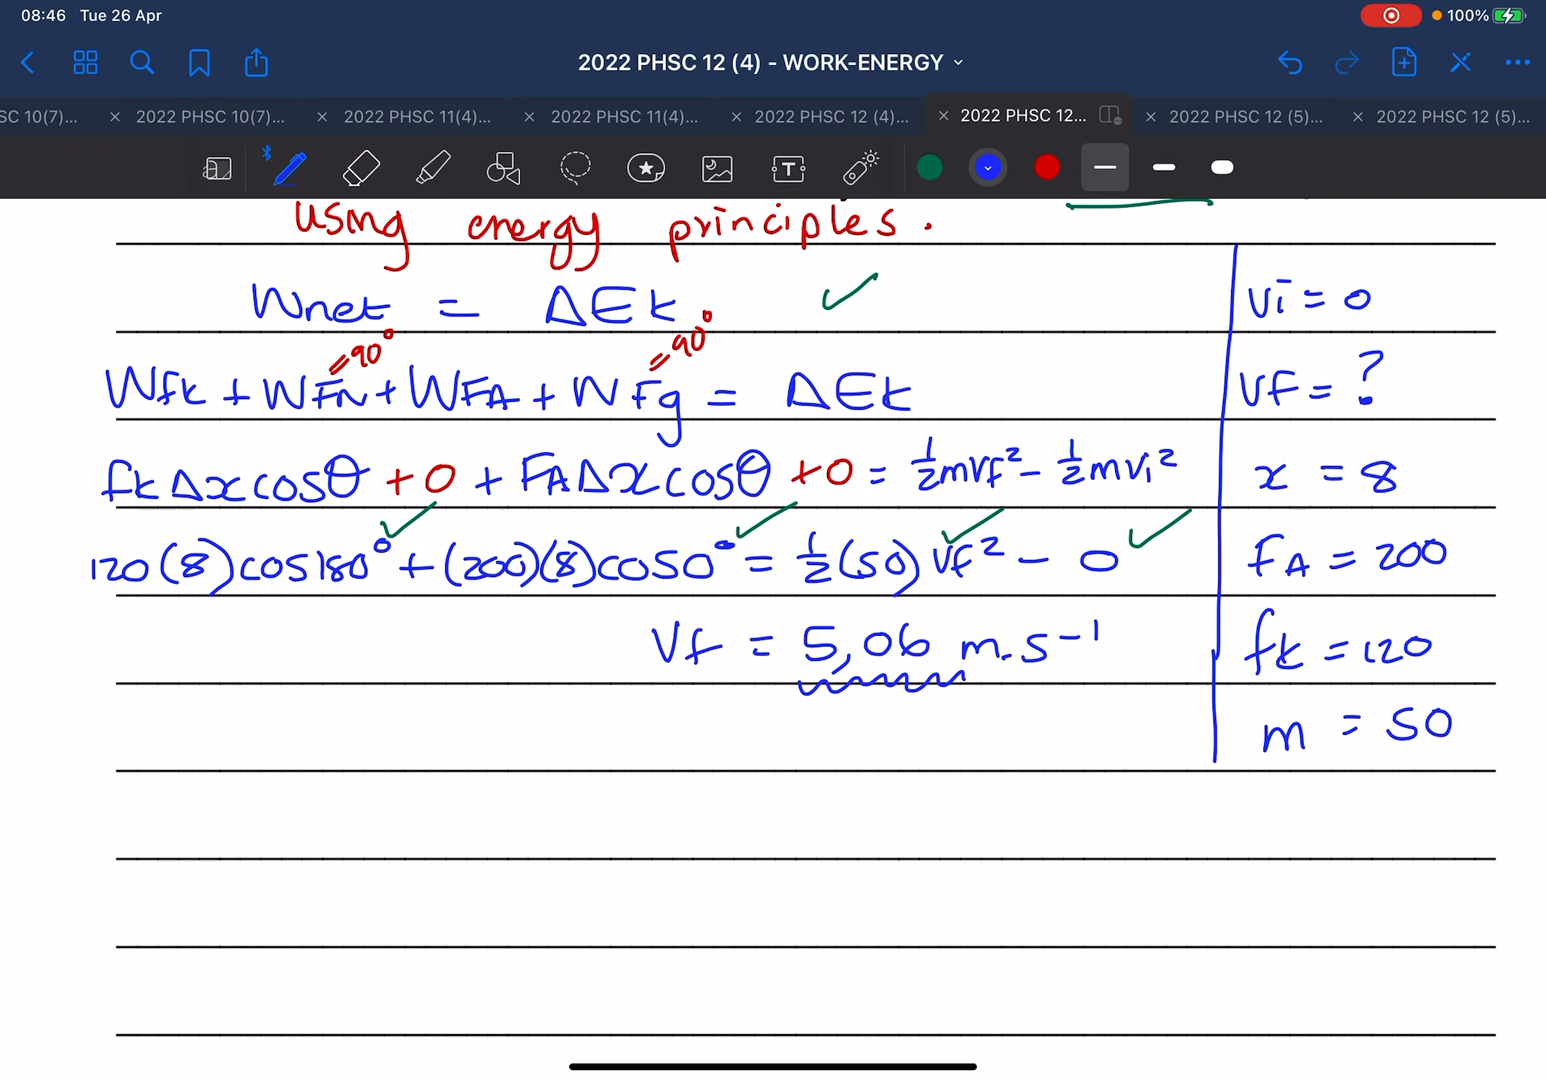 08:46 Tue 26 Apr 100%
2022 PHSC 12 (4) - WORK-ENERGY
SC 10(7)... × 2022 PHSC 10(7)... × 2022 PHSC 11(4)... × 2022 PHSC 11(4)... × 2022 PHSC 12 (4)... × 2022 PHSC 12... × 2022 PHSC 12 (5)... × 2022 PHSC 12 (5)...
T
using energy principles.
Wnet = ΔEk. ✓
=90° =90°
Wfk + WFN + WFA + WFg = ΔEk
fkΔxcosθ +0 + FAΔxcosθ +0 = ½mvf² - ½mvi²
120(8)cos180° + (200)(8)cos0° = ½(50)vf² - 0
vf = 5,06 m.s⁻¹
vi = 0
vf = ?
x = 8
FA = 200
fk = 120
m = 50